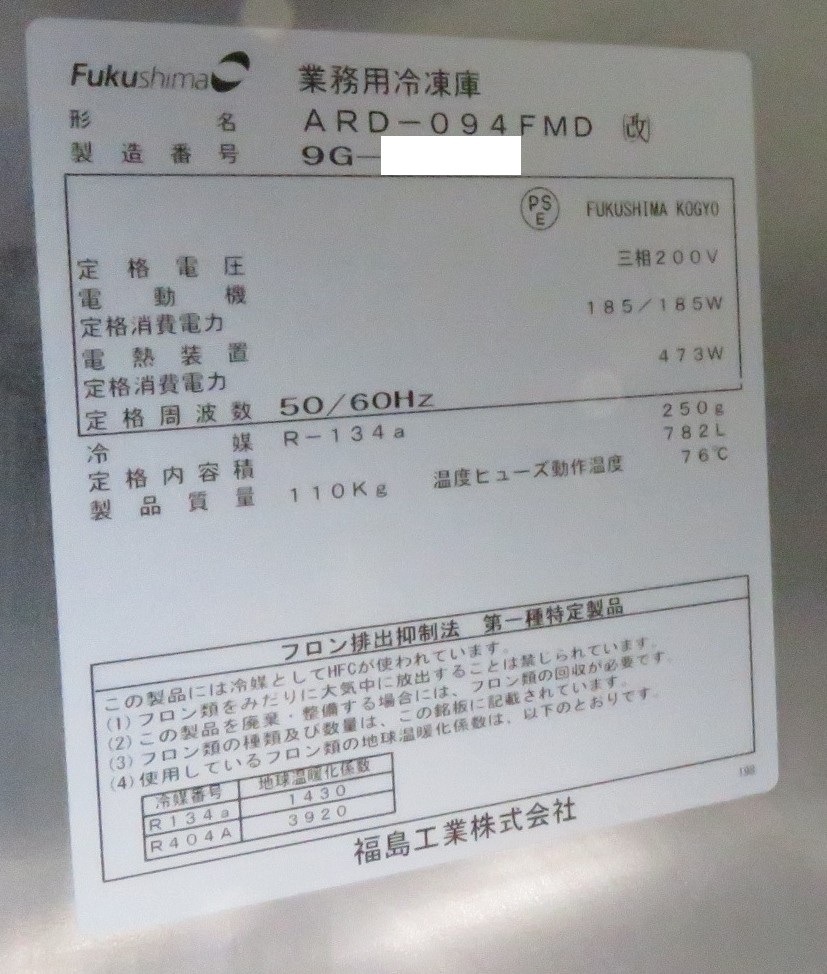 Fukushima 業務用冷凍庫
形名 ARD-094FMD 改
製造番号 9G-
PSE FUKUSHIMA KOGYO
定格電圧 三相200V
電動機
定格消費電力 185/185W
電熱装置
定格消費電力 473W
定格周波数 50/60Hz
冷媒 R-134a 250g
定格内容積 782L
製品質量 110Kg 温度ヒューズ動作温度 76℃
フロン排出抑制法 第一種特定製品
この製品には冷媒としてHFCが使われています。
(1) フロン類をみだりに大気中に放出することは禁じられています。
(2) この製品を廃棄・整備する場合には、フロン類の回収が必要です。
(3) フロン類の種類及び数量は、この銘板に記載されています。
(4) 使用しているフロン類の地球温暖化係数は、以下のとおりです。
冷媒番号 地球温暖化係数
R134a 1430
R404A 3920
福島工業株式会社